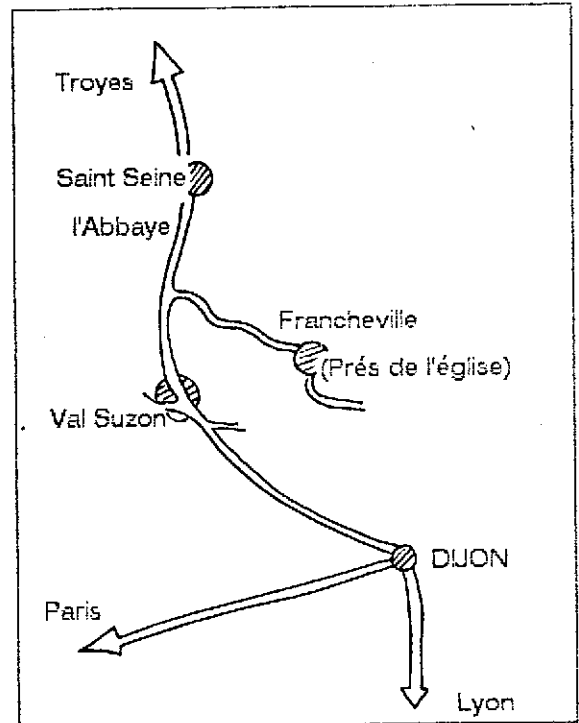 Troyes
Saint Seine
l'Abbaye
Francheville
(Prés de l'église)
Val Suzon
DIJON
Paris
Lyon